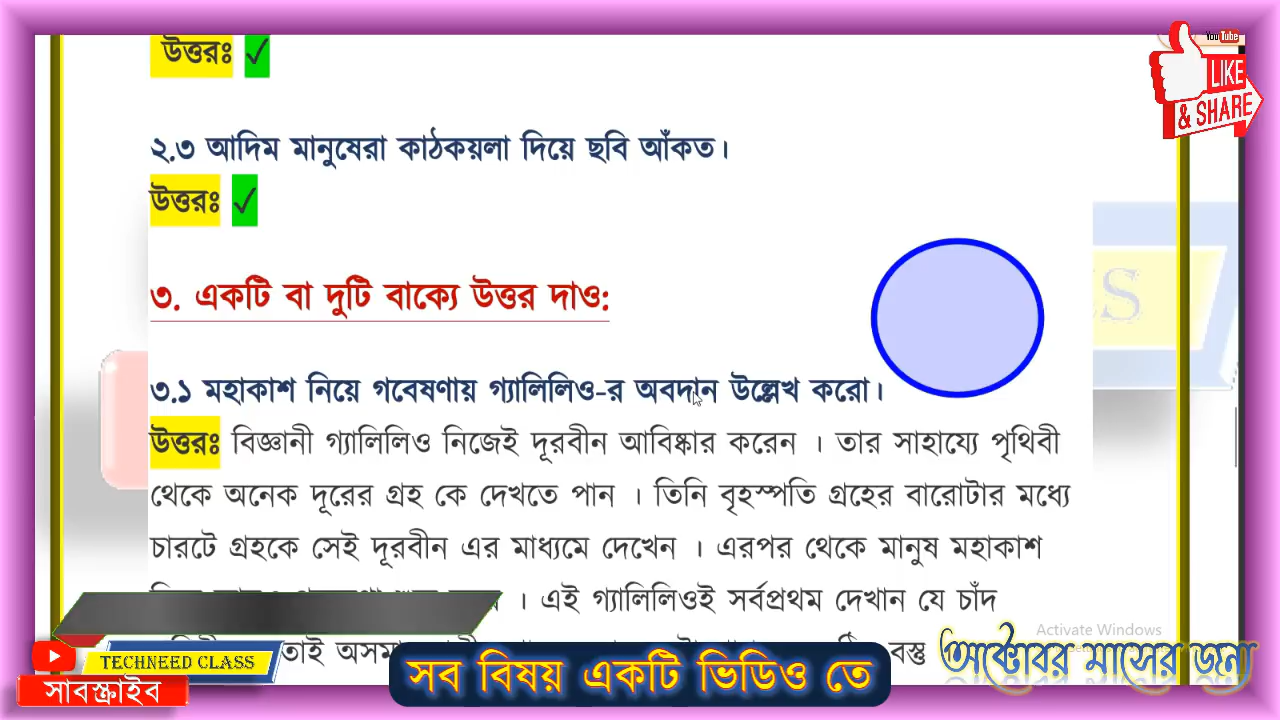 উত্তরঃ ✓
YouTube
LIKE
& SHARE
২.৩ আদিম মানুষেরা কাঠকয়লা দিয়ে ছবি আঁকত।
উত্তরঃ ✓
৩. একটি বা দুটি বাক্যে উত্তর দাও:
৩.১ মহাকাশ নিয়ে গবেষণায় গ্যালিলিও-র অবদান উল্লেখ করো।
উত্তরঃ বিজ্ঞানী গ্যালিলিও নিজেই দূরবীন আবিষ্কার করেন । তার সাহায্যে পৃথিবী
থেকে অনেক দূরের গ্রহ কে দেখতে পান । তিনি বৃহস্পতি গ্রহের বারোটার মধ্যে
চারটে গ্রহকে সেই দূরবীন এর মাধ্যমে দেখেন । এরপর থেকে মানুষ মহাকাশ
। এই গ্যালিলিওই সর্বপ্রথম দেখান যে চাঁদ
তাই বস্তু
Activate Windows
TECHNEED CLASS
সাবস্ক্রাইব
সব বিষয় একটি ভিডিও তে
অক্টোবর মাসের জন্য